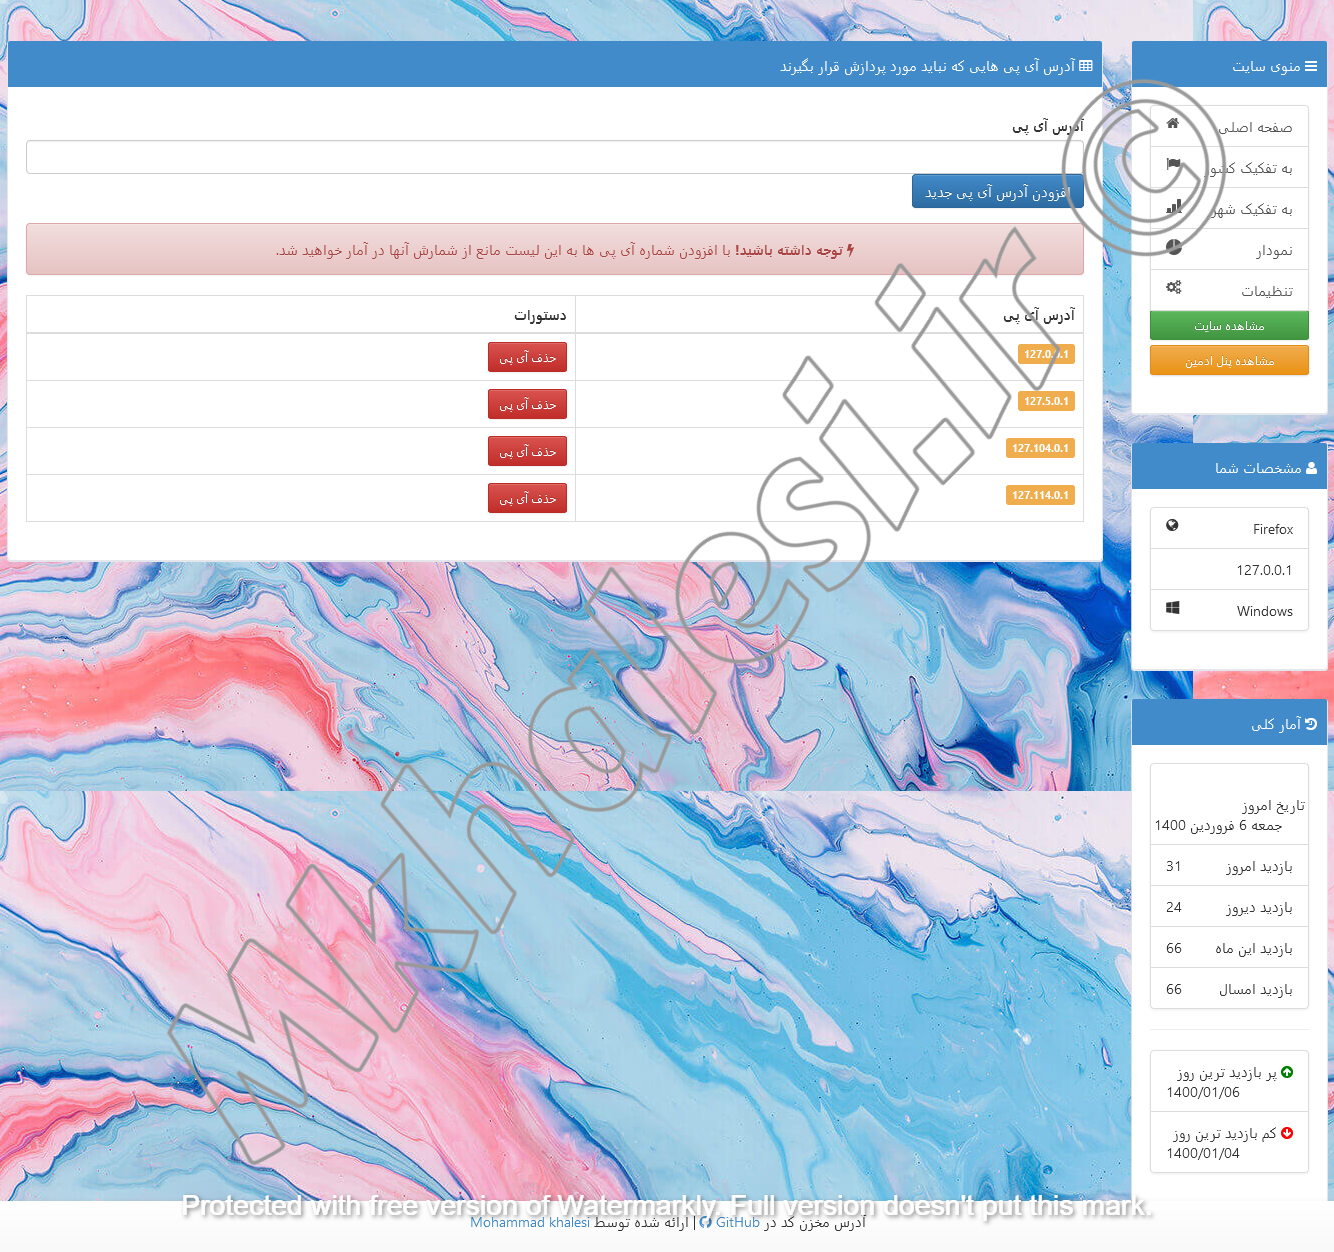 منوی سایت
صفحه اصلی
به تفکیک کشور
به تفکیک شهر
نمودار
تنظیمات
مشاهده سایت
مشاهده پنل ادمین
مشخصات شما
Firefox
127.0.0.1
Windows
آمار کلی
تاریخ امروز
جمعه 6 فروردین 1400
بازدید امروز 31
بازدید دیروز 24
بازدید این ماه 66
بازدید امسال 66
پر بازدید ترین روز
1400/01/06
کم بازدید ترین روز
1400/01/04
آدرس آی پی هایی که نباید مورد پردازش قرار بگیرند
آدرس آی پی
افزودن آدرس آی پی جدید
توجه داشته باشید! با افزودن شماره آی پی ها به این لیست مانع از شمارش آنها در آمار خواهید شد.
آدرس آی پی دستورات
127.0.0.1 حذف آی پی
127.5.0.1 حذف آی پی
127.104.0.1 حذف آی پی
127.114.0.1 حذف آی پی
mkhalesi.ir ©
Protected with free version of Watermarkly. Full version doesn't put this mark.
آدرس مخزن کد در GitHub | ارائه شده توسط Mohammad khalesi